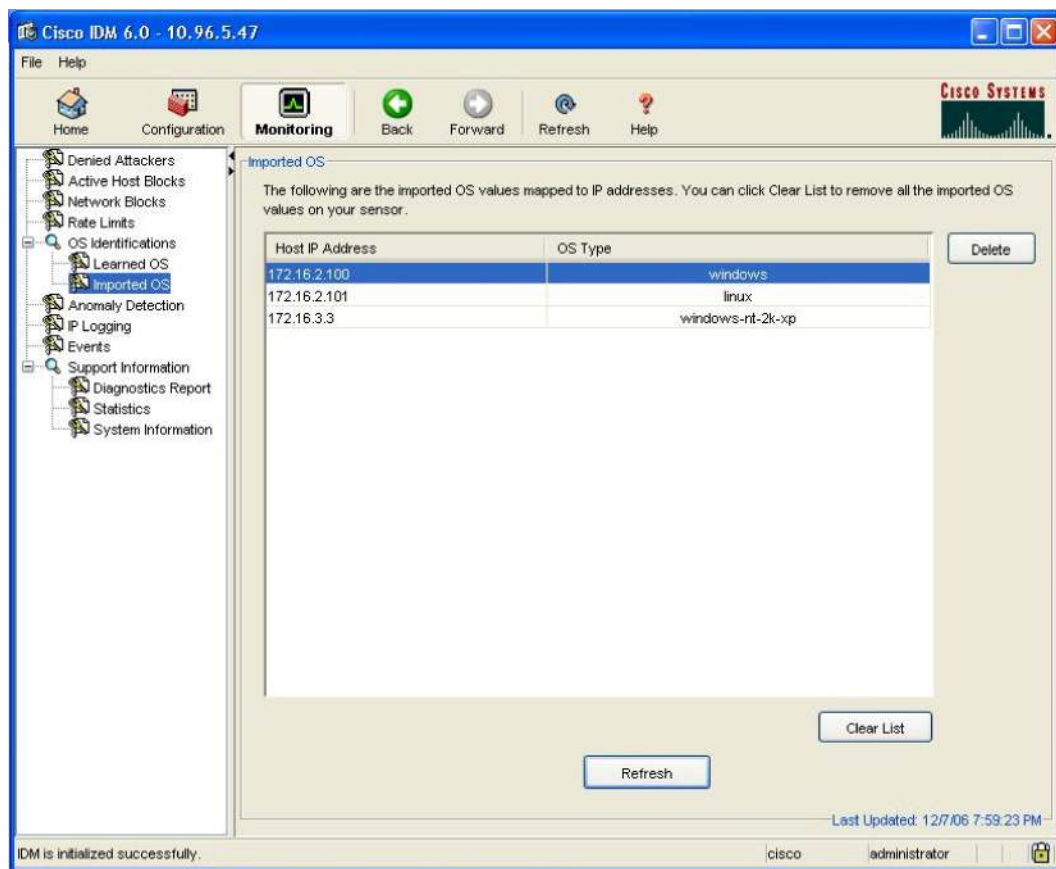 Cisco IDM 6.0 - 10.96.5.47
File Help
CISCO SYSTEMS
Home Configuration Monitoring Back Forward Refresh Help
Denied Attackers
Active Host Blocks
Network Blocks
Rate Limits
OS Identifications
Learned OS
Imported OS
Anomaly Detection
IP Logging
Events
Support Information
Diagnostics Report
Statistics
System Information
Imported OS
The following are the imported OS values mapped to IP addresses. You can click Clear List to remove all the imported OS
values on your sensor.
Host IP Address OS Type
172.16.2.100 windows
172.16.2.101 linux
172.16.3.3 windows-nt-2k-xp
Delete
Clear List
Refresh
Last Updated: 12/7/06 7:59:23 PM
IDM is initialized successfully. cisco administrator